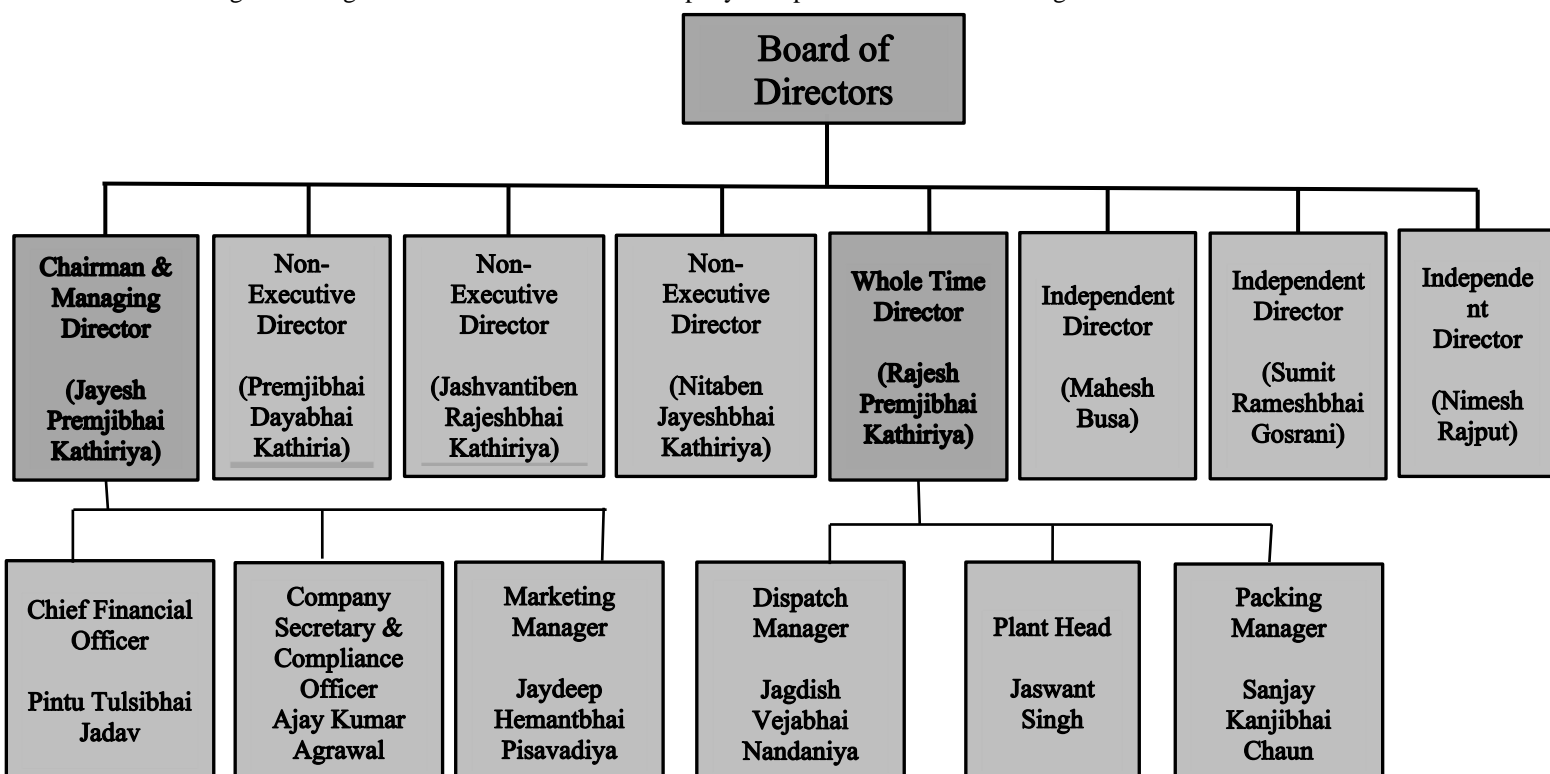 Board of
Directors
Chairman &
Managing
Director
(Jayesh
Premjibhai
Kathiriya)
Non-
Executive
Director
(Premjibhai
Dayabhai
Kathiria)
Non-
Executive
Director
(Jashvantiben
Rajeshbhai
Kathiriya)
Non-
Executive
Director
(Nitaben
Jayeshbhai
Kathiriya)
Whole Time
Director
(Rajesh
Premjibhai
Kathiriya)
Independent
Director
(Mahesh
Busa)
Independent
Director
(Sumit
Rameshbhai
Gosrani)
Independe
nt
Director
(Nimesh
Rajput)
Chief Financial
Officer
Pintu Tulsibhai
Jadav
Company
Secretary &
Compliance
Officer
Ajay Kumar
Agrawal
Marketing
Manager
Jaydeep
Hemantbhai
Pisavadiya
Dispatch
Manager
Jagdish
Vejabhai
Nandaniya
Plant Head
Jaswant
Singh
Packing
Manager
Sanjay
Kanjibhai
Chaun